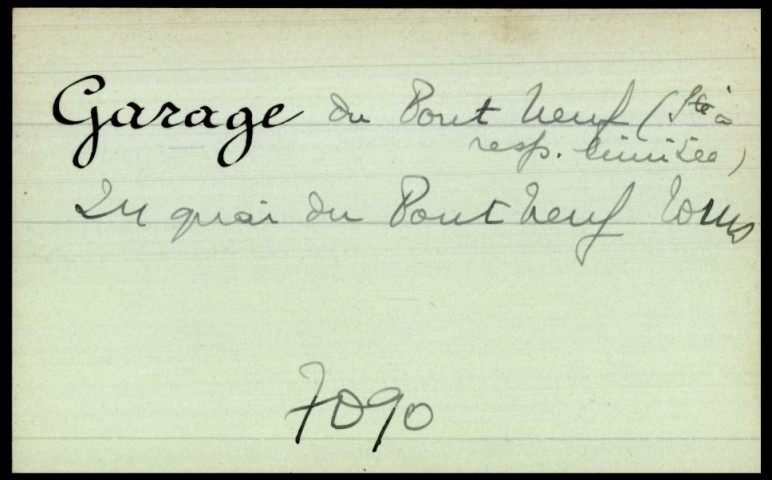 Garage du Pont Neuf (Sté à
resp. limitée)
24 quai du Pont Neuf Tours
7090